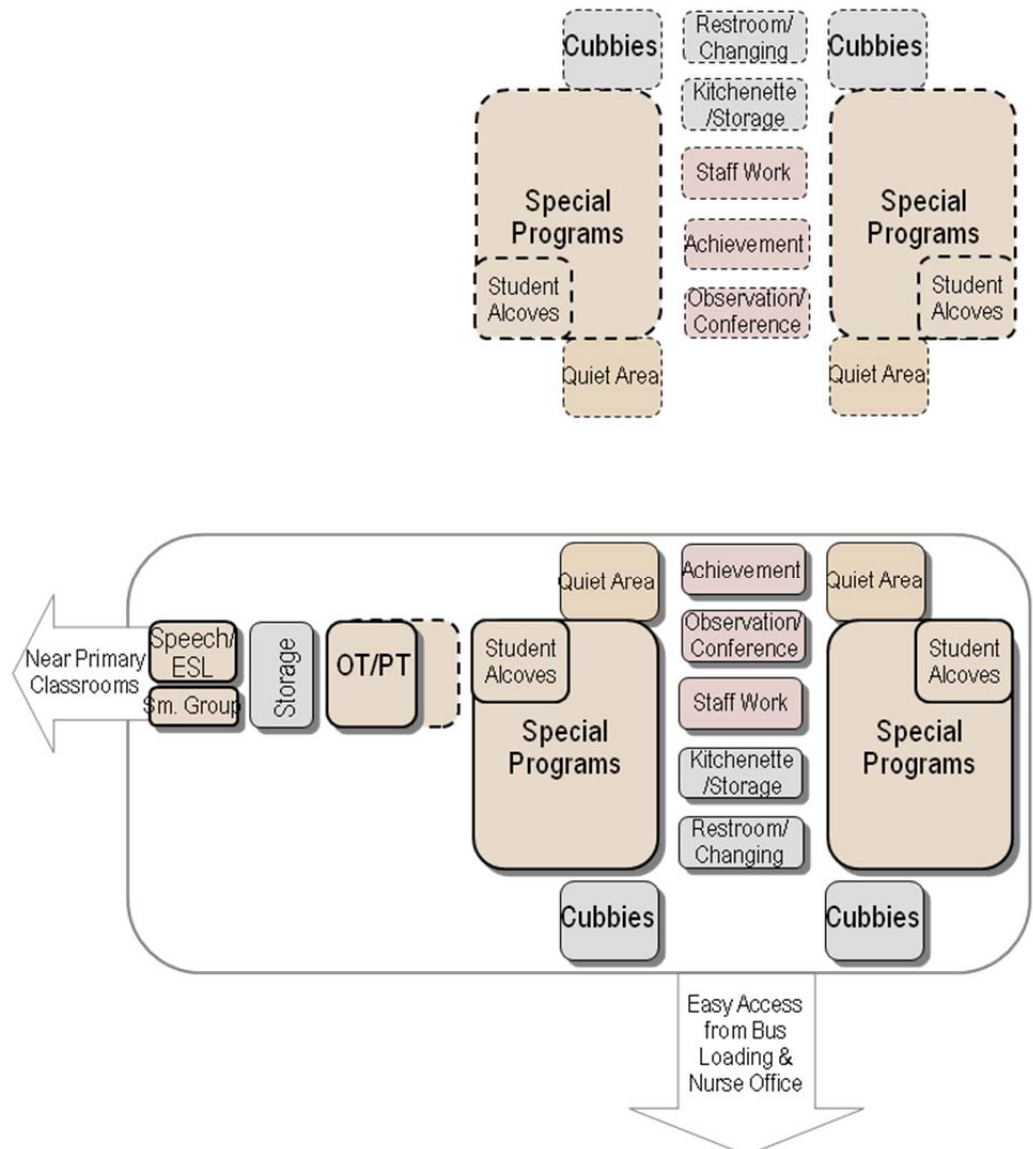 Cubbies
Restroom/
Changing
Cubbies
Kitchenette
/Storage
Staff Work
Special
Programs
Special
Programs
Achievement
Student
Alcoves
Student
Alcoves
Observation/
Conference
Quiet Area
Quiet Area
Quiet Area
Achievement
Quiet Area
Near Primary
Classrooms
Speech/
ESL
Sm. Group
Storage
OT/PT
Student
Alcoves
Observation/
Conference
Student
Alcoves
Staff Work
Special
Programs
Special
Programs
Kitchenette
/Storage
Restroom/
Changing
Cubbies
Cubbies
Easy Access
from Bus
Loading &
Nurse Office